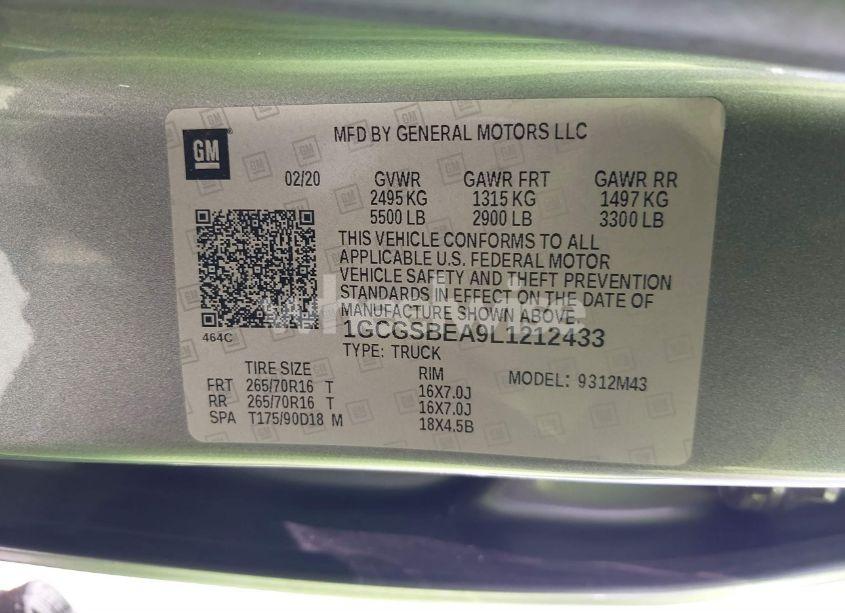 GM
MFD BY GENERAL MOTORS LLC
02/20 GVWR GAWR FRT GAWR RR
2495 KG 1315 KG 1497 KG
5500 LB 2900 LB 3300 LB
THIS VEHICLE CONFORMS TO ALL
APPLICABLE U.S. FEDERAL MOTOR
VEHICLE SAFETY AND THEFT PREVENTION
STANDARDS IN EFFECT ON THE DATE OF
MANUFACTURE SHOWN ABOVE.
464C 1GCGSBEA9L1212433
TYPE: TRUCK
TIRE SIZE RIM MODEL: 9312M43
FRT 265/70R16 T 16X7.0J
RR 265/70R16 T 16X7.0J
SPA T175/90D18 M 18X4.5B